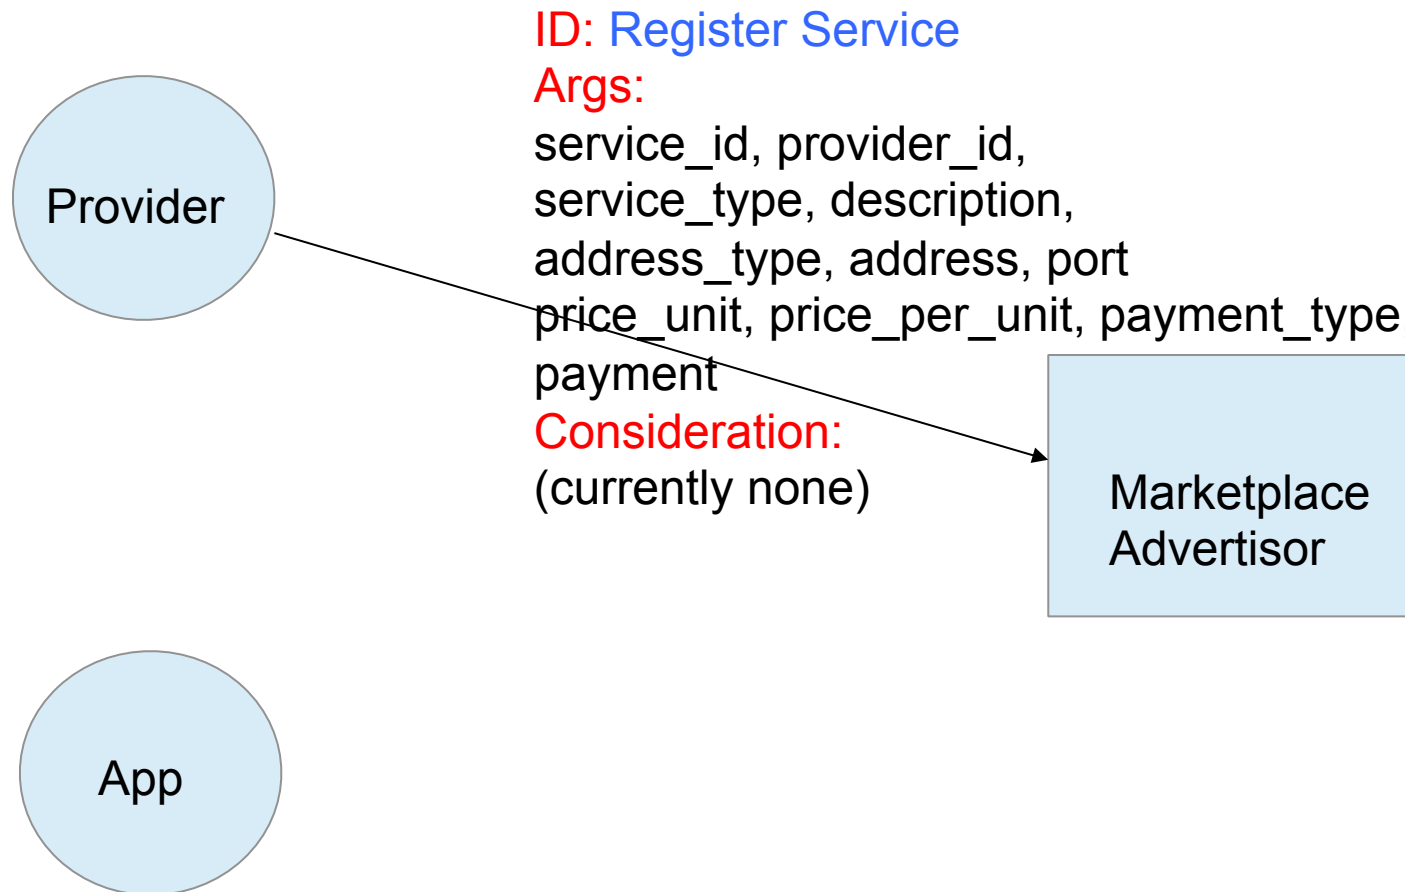 ID: Register Service
Args:
service_id, provider_id,
service_type, description,
address_type, address, port
price_unit, price_per_unit, payment_type,
payment
Consideration:
(currently none)
Provider
Marketplace
Advertisor
App